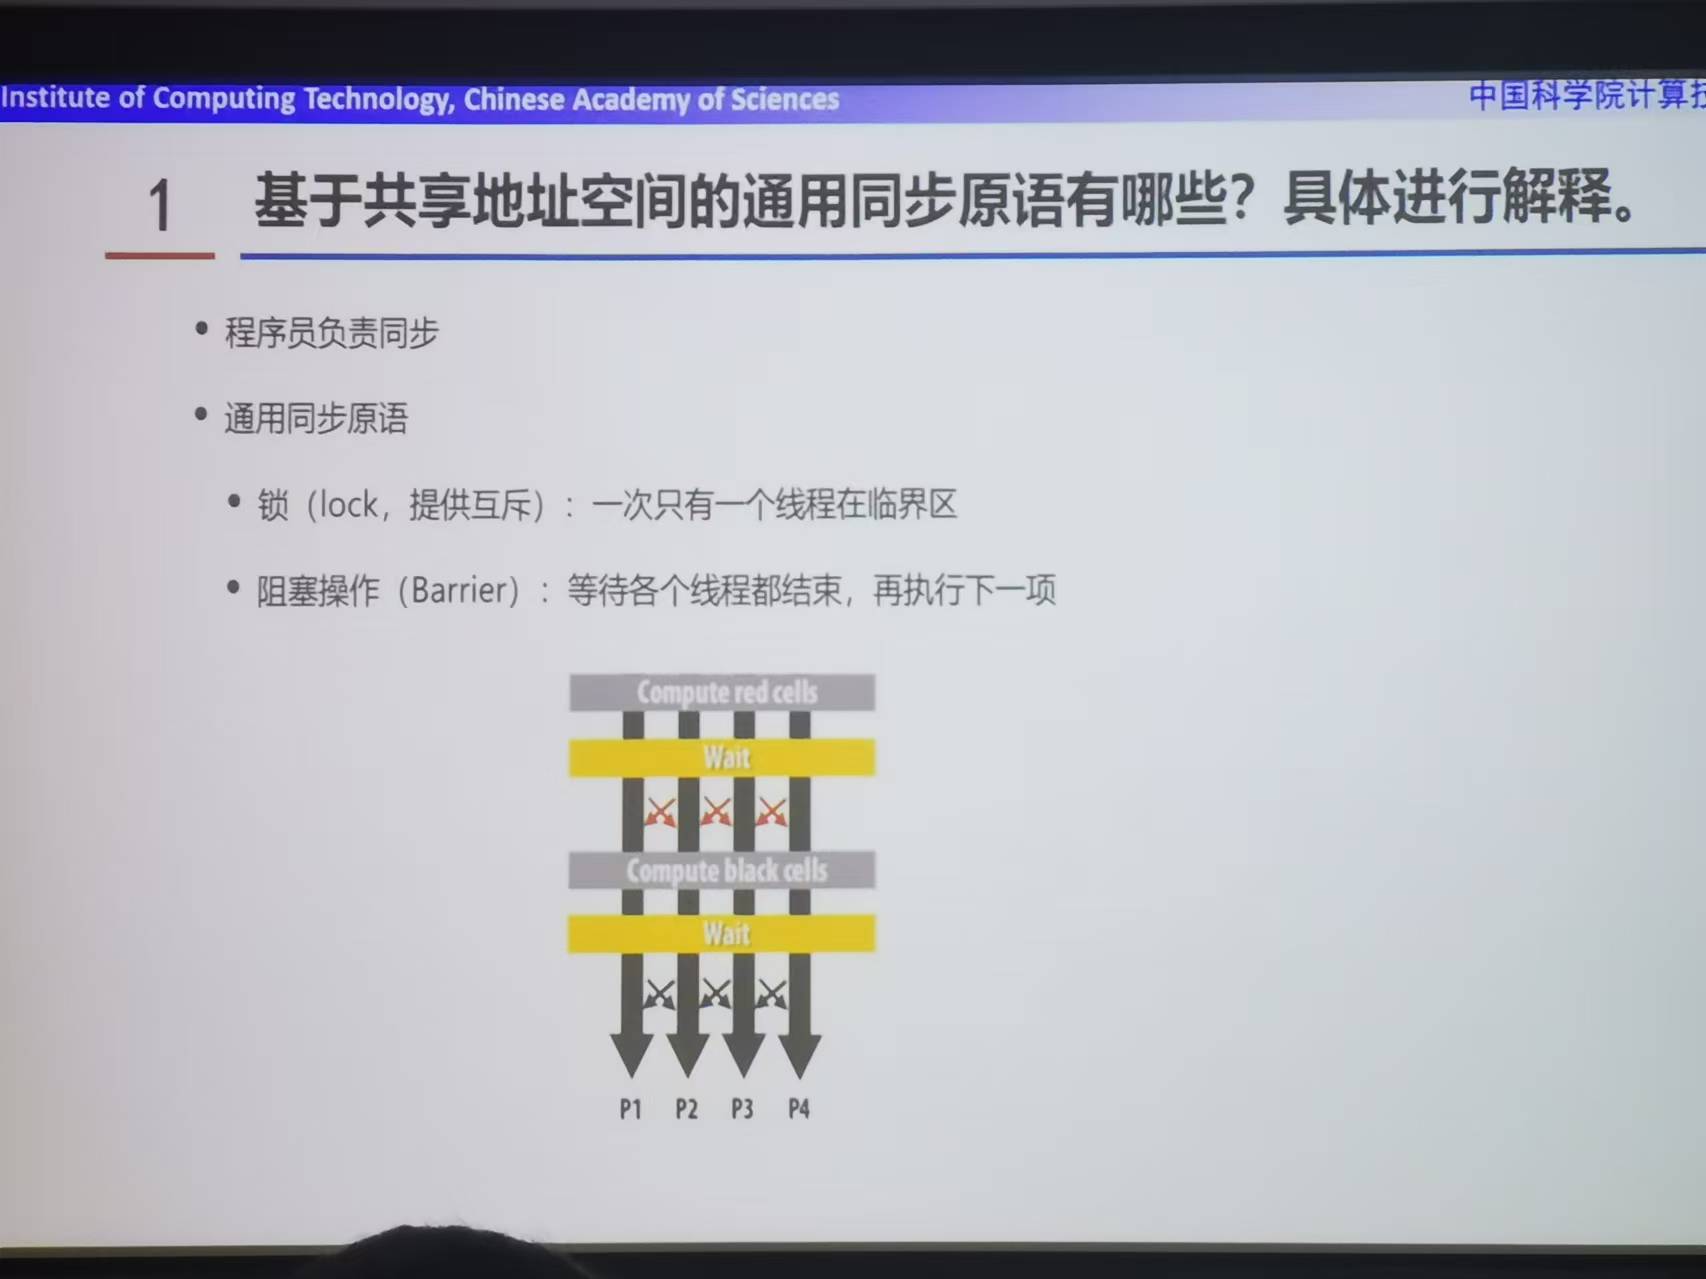 Institute of Computing Technology, Chinese Academy of Sciences
中国科学院计算技
1
基于共享地址空间的通用同步原语有哪些？具体进行解释。
• 程序员负责同步
• 通用同步原语
• 锁（lock，提供互斥）：一次只有一个线程在临界区
• 阻塞操作（Barrier）：等待各个线程都结束，再执行下一项
Compute red cells
Wait
Compute black cells
Wait
P1 P2 P3 P4